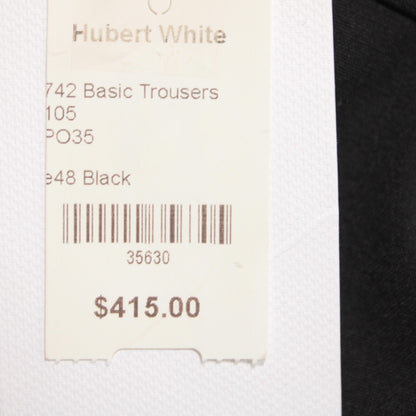 Hubert White
742 Basic Trousers
105
PO35
e48 Black
35630
$415.00